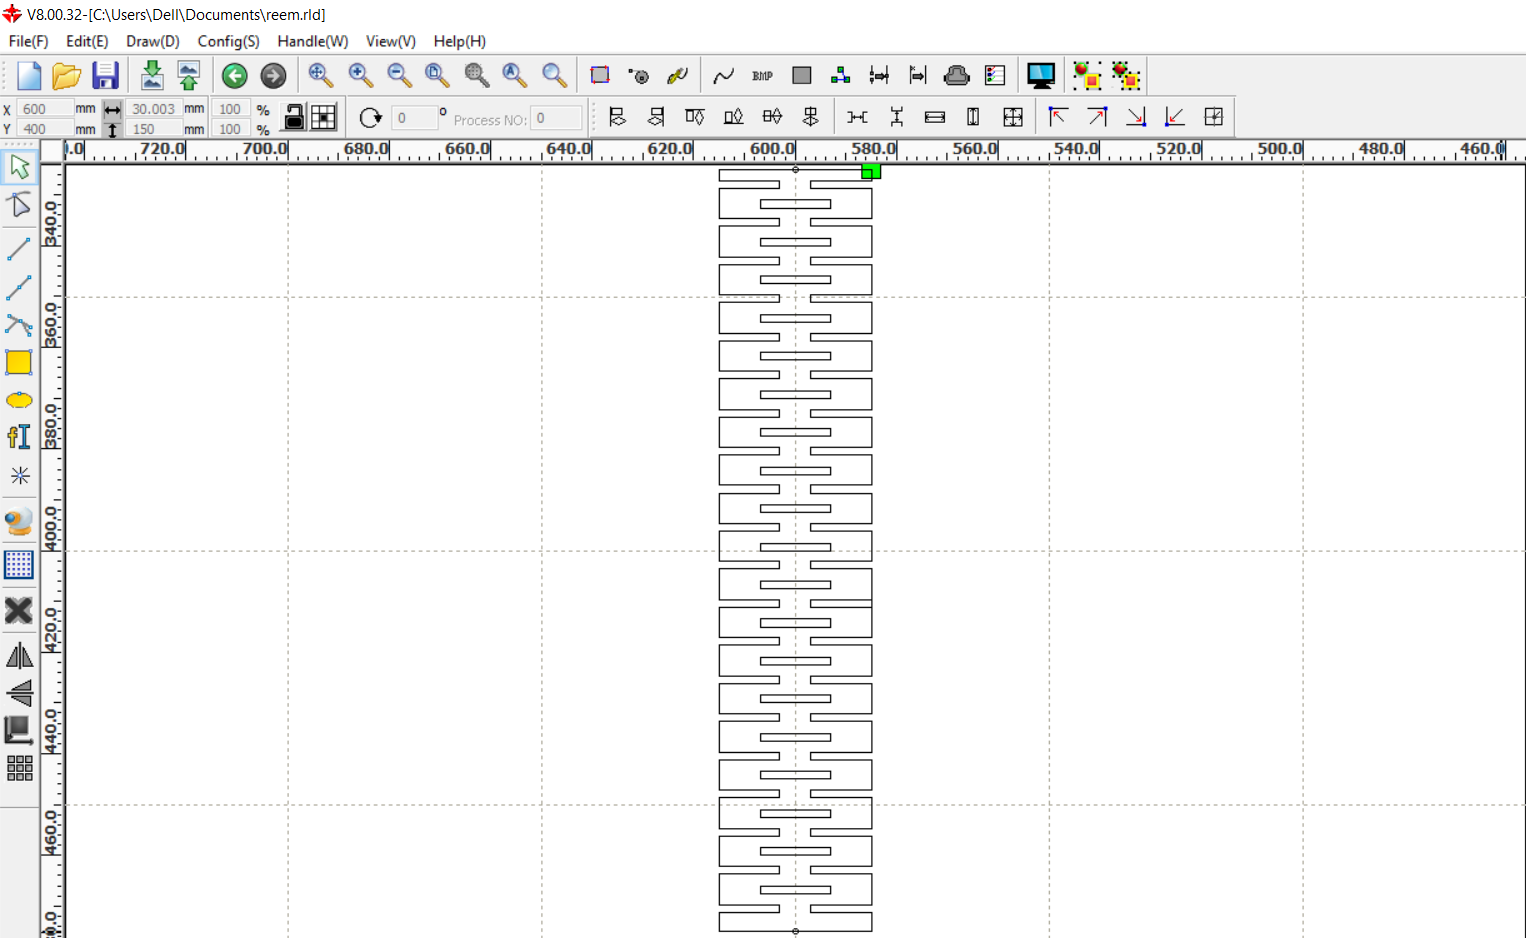 V8.00.32-[C:\Users\Dell\Documents\reem.rld]
File(F) Edit(E) Draw(D) Config(S) Handle(W) View(V) Help(H)
BMP
X 600 mm 30.003 mm 100 %
Y 400 mm 150 mm 100 %
0 ° Process NO: 0
720.0 700.0 680.0 660.0 640.0 620.0 600.0 580.0 560.0 540.0 520.0 500.0 480.0 460.0
340.0
360.0
380.0
400.0
420.0
440.0
460.0